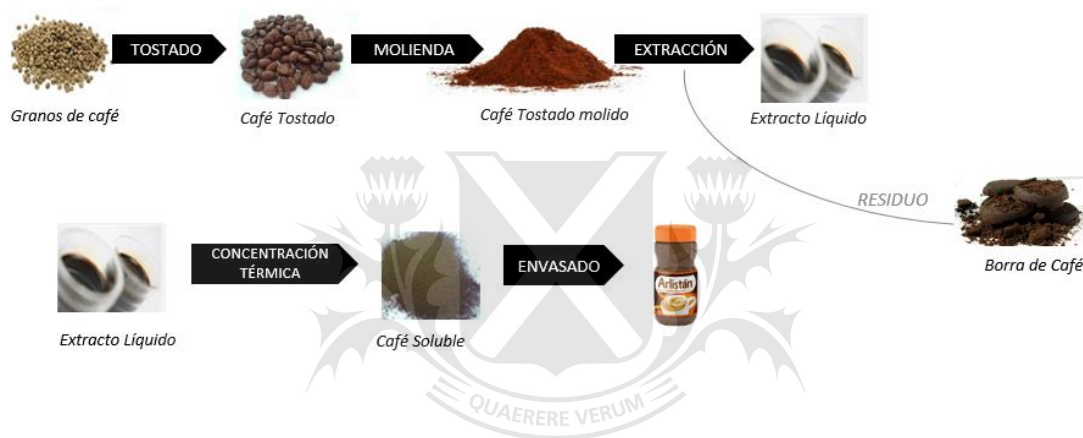 TOSTADO
MOLIENDA
EXTRACCIÓN
Granos de café
Café Tostado
Café Tostado molido
Extracto Líquido
RESIDUO
Borra de Café
CONCENTRACIÓN
TÉRMICA
ENVASADO
Arlistán
Extracto Líquido
Café Soluble
QUAERERE VERUM